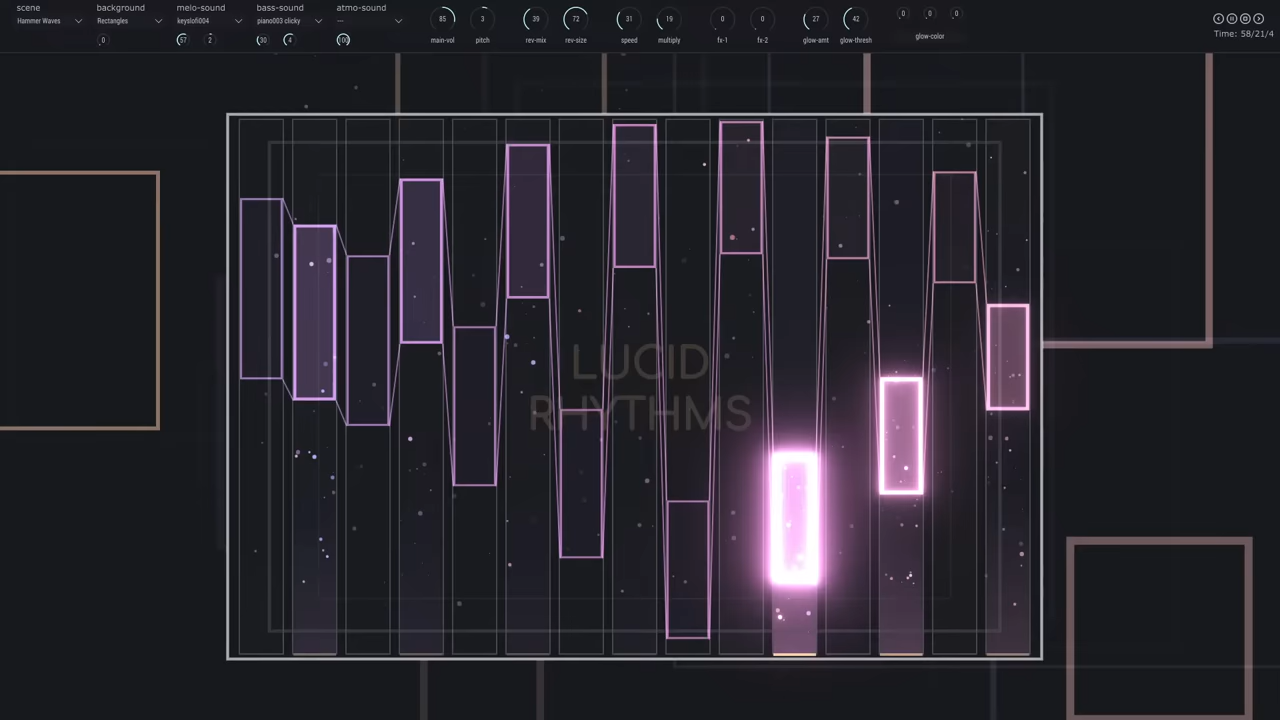 scene
Hammer Waves
background
Rectangles
0
melo-sound
keyslofi004
57
2
bass-sound
piano003 clicky
30
4
atmo-sound
---
100
85
main-vol
3
pitch
39
rev-mix
72
rev-size
31
speed
19
multiply
0
fx-1
0
fx-2
27
glow-amt
42
glow-thresh
0
0
0
glow-color
Time: 58/21/4
LUCID
RHYTHMS